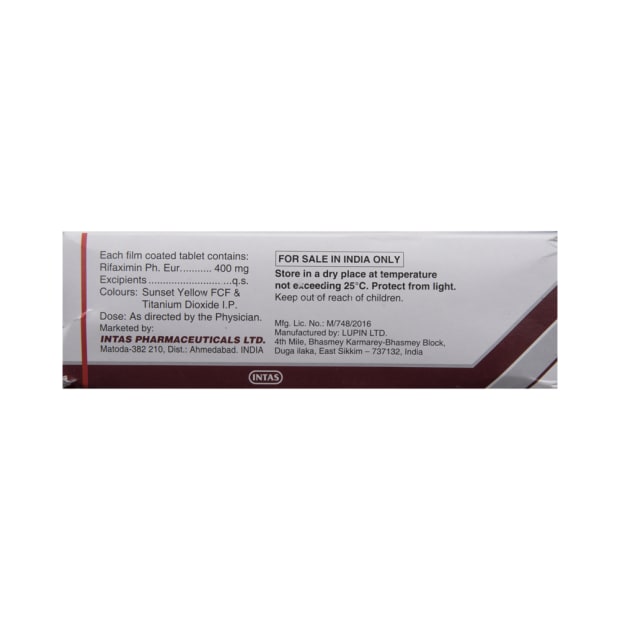 Each film coated tablet contains:
Rifaximin Ph. Eur........... 400 mg
Excipients ........................ ...q.s.
Colours: Sunset Yellow FCF &
Titanium Dioxide I.P.
Dose: As directed by the Physician.
Marketed by:
INTAS PHARMACEUTICALS LTD.
Matoda-382 210, Dist.: Ahmedabad. INDIA
FOR SALE IN INDIA ONLY
Store in a dry place at temperature
not exceeding 25°C. Protect from light.
Keep out of reach of children.
Mfg. Lic. No.: M/748/2016
Manufactured by: LUPIN LTD.
4th Mile, Bhasmey Karmarey-Bhasmey Block,
Duga ilaka, East Sikkim – 737132, India
INTAS